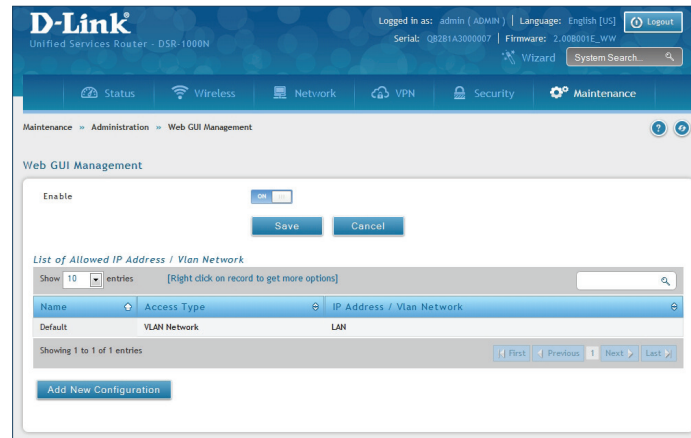 D-Link
Logged in as: admin ( ADMIN ) | Language: English [US] Logout
Unified Services Router - DSR-1000N
Serial: QB2B1A3000007 | Firmware: 2.00B001E_WW
Wizard System Search...
Status Wireless Network VPN Security Maintenance
Maintenance » Administration » Web GUI Management
Web GUI Management
Enable ON
Save Cancel
List of Allowed IP Address / Vlan Network
Show 10 entries [Right click on record to get more options]
Name Access Type IP Address / Vlan Network
Default VLAN Network LAN
Showing 1 to 1 of 1 entries First Previous 1 Next Last
Add New Configuration